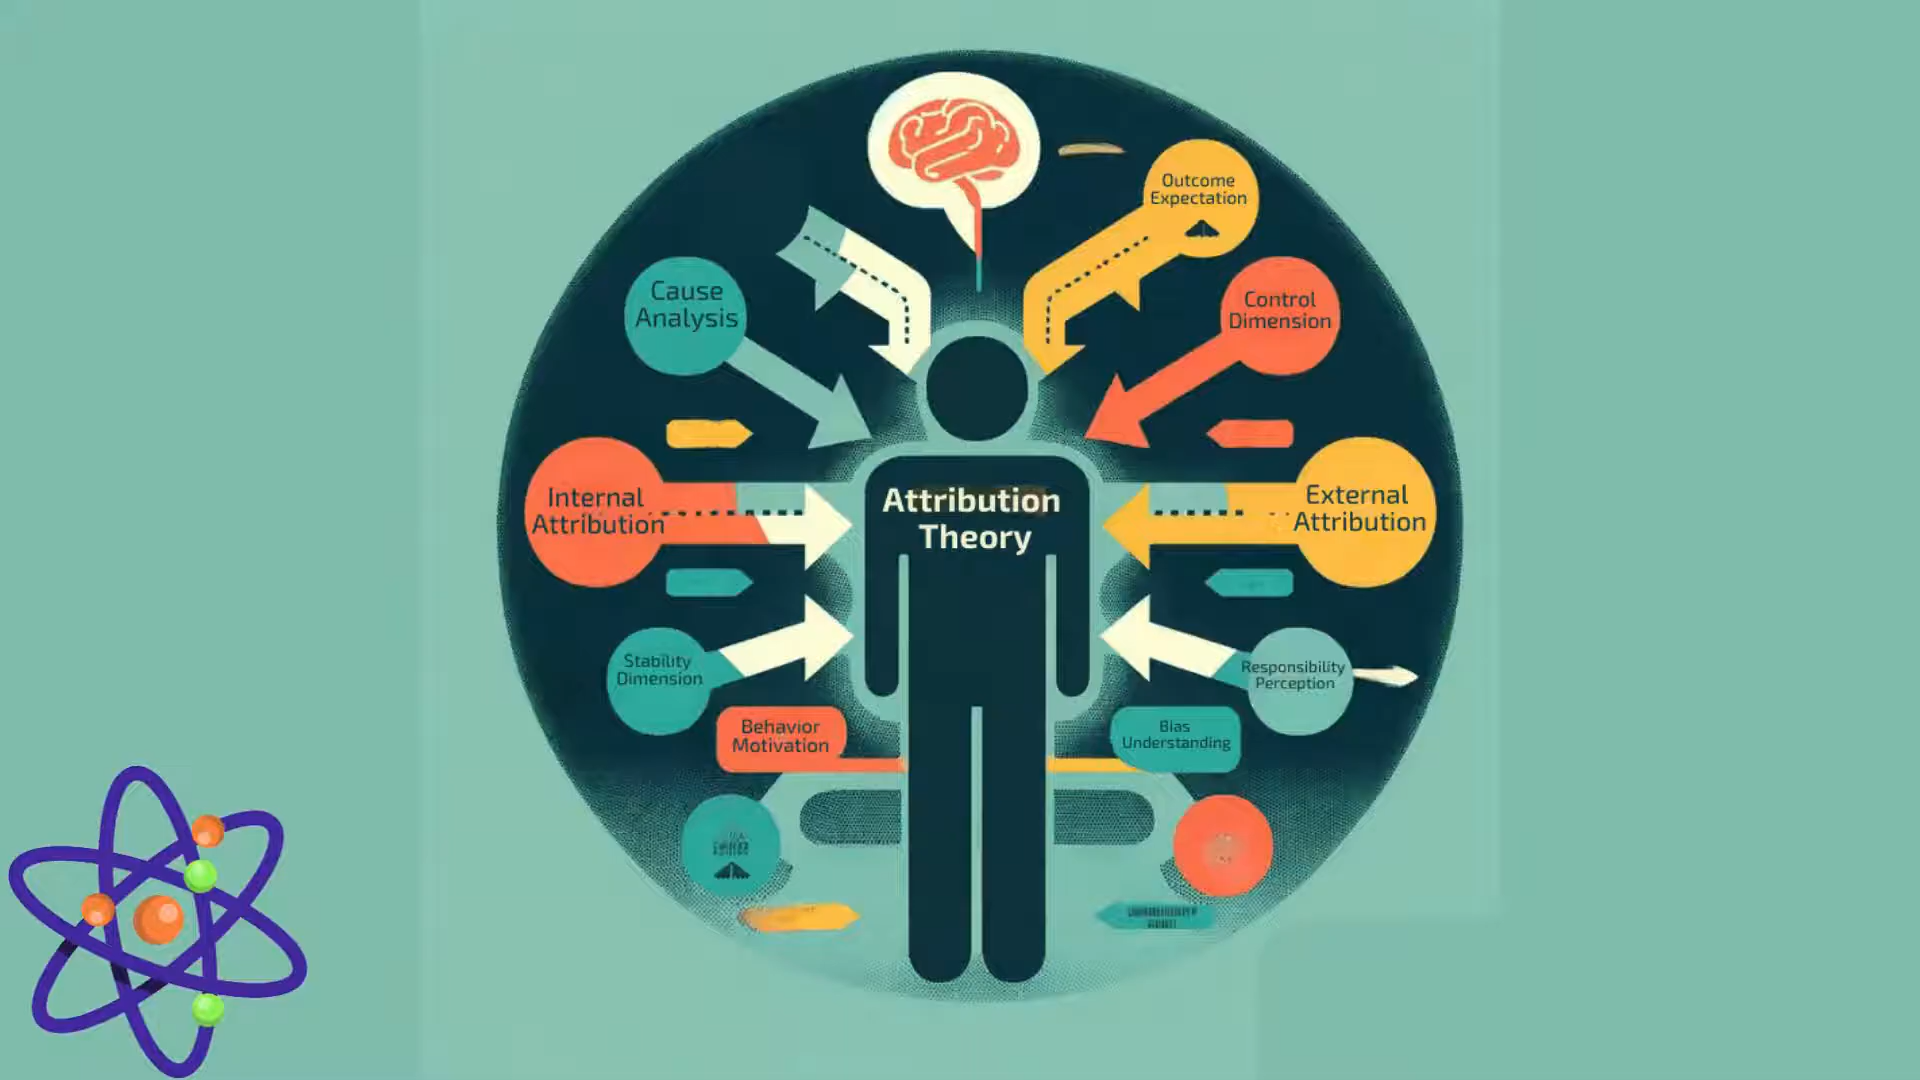 Outcome
Expectation
Cause
Analysis
Control
Dimension
Internal
Attribution
Attribution
Theory
External
Attribution
Stability
Dimension
Responsibility
Perception
Behavior
Motivation
Bias
Understanding